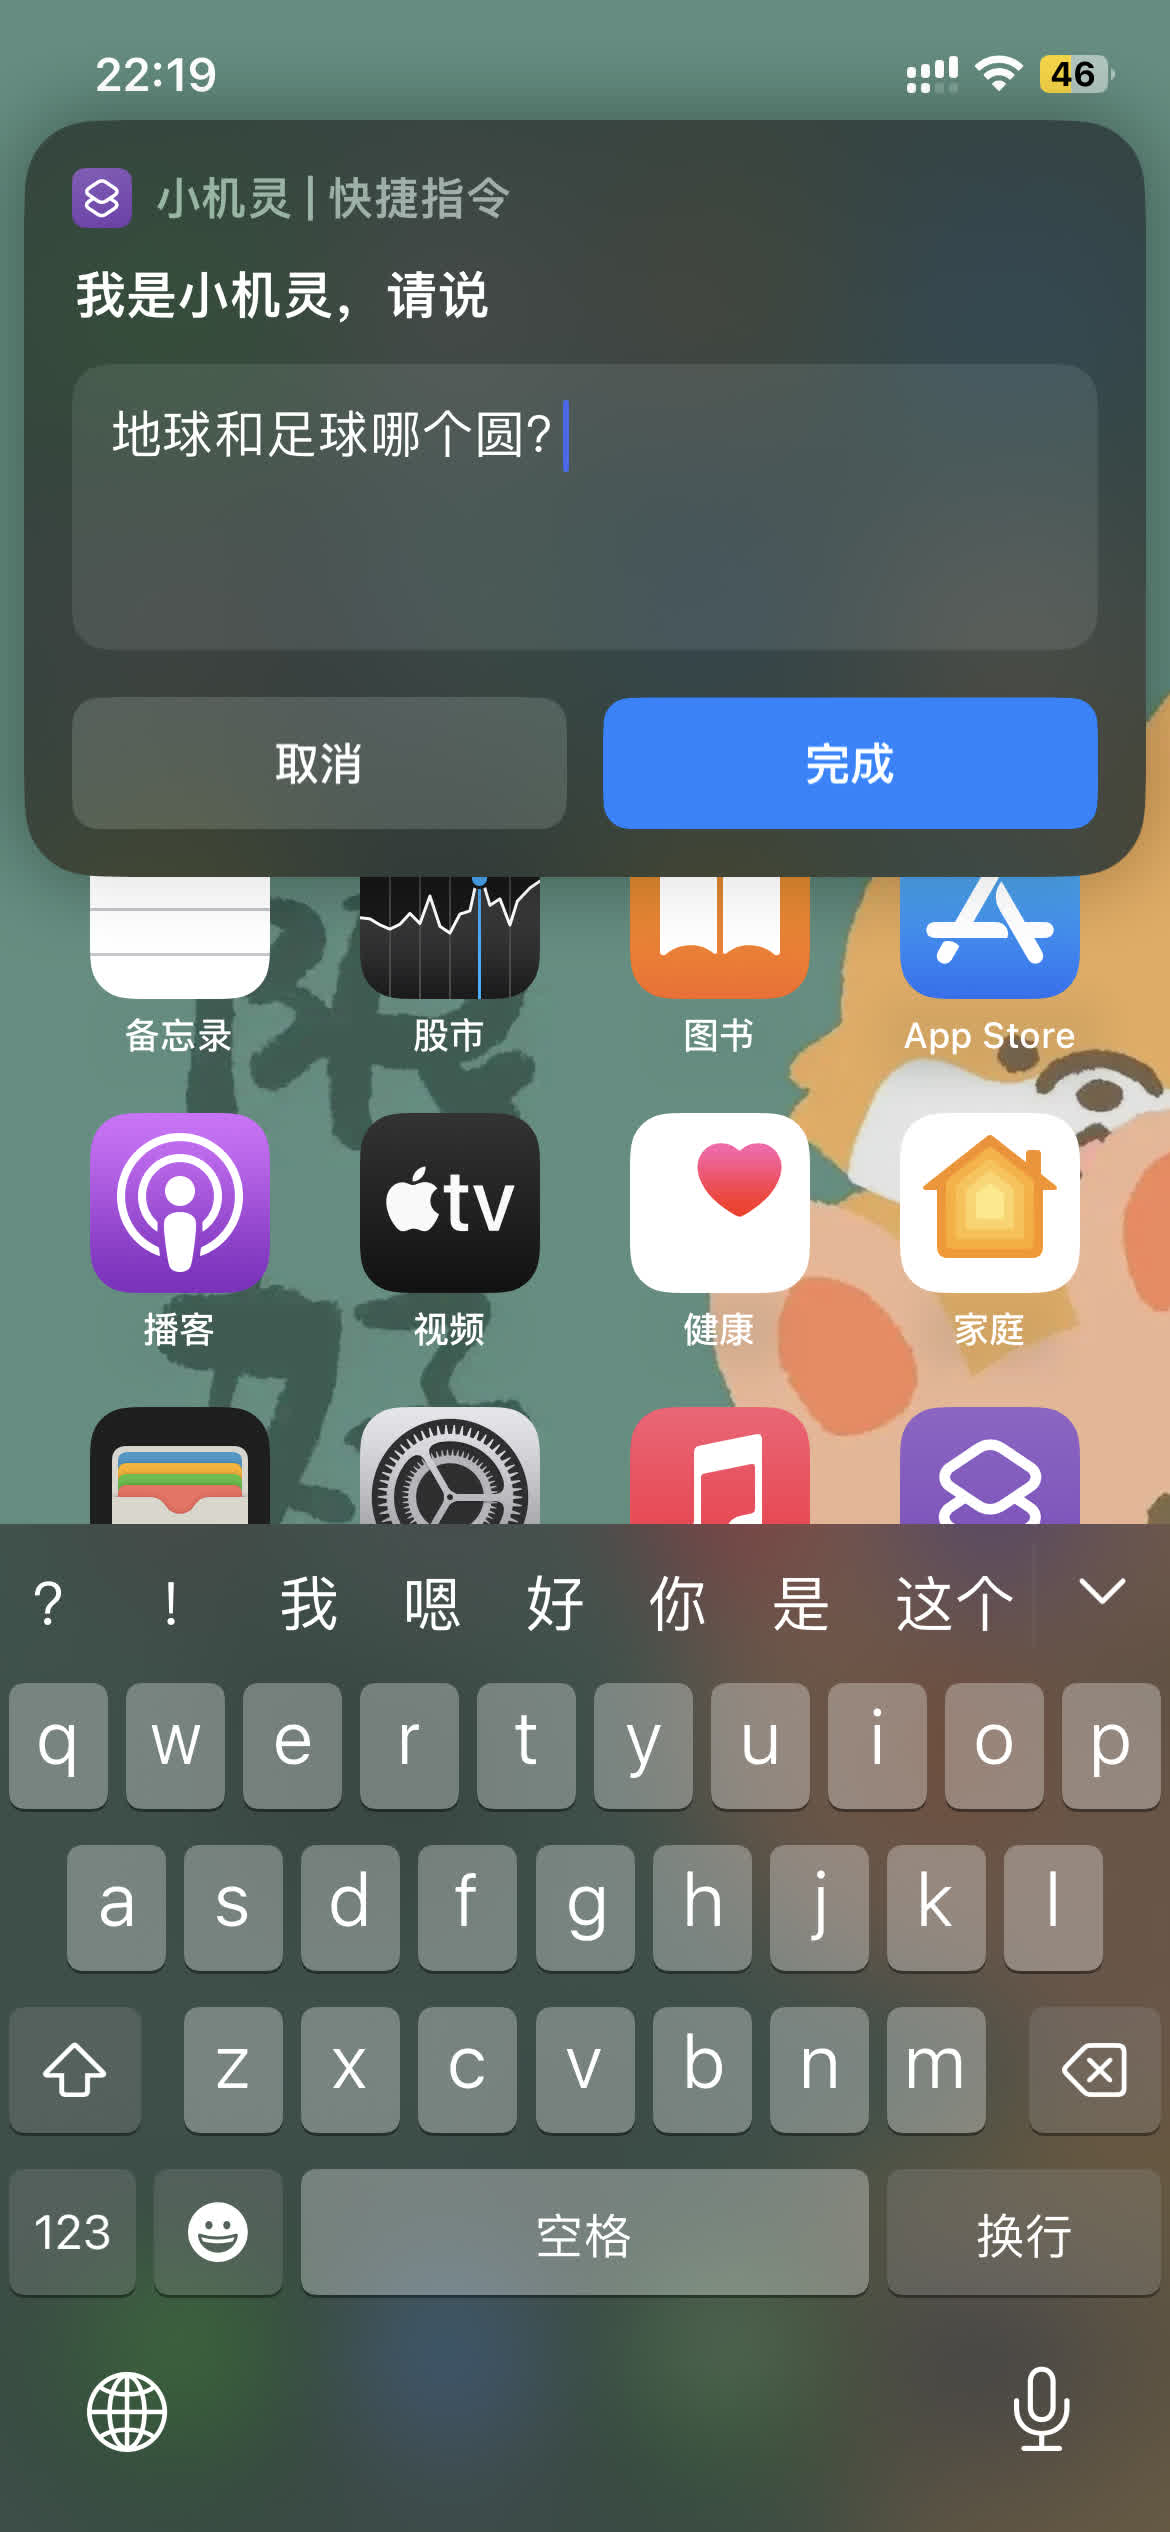 22:19
46
小机灵 | 快捷指令
我是小机灵，请说
地球和足球哪个圆?
取消
完成
备忘录
股市
图书
App Store
tv
播客
视频
健康
家庭
? ! 我 嗯 好 你 是 这个
q w e r t y u i o p
a s d f g h j k l
z x c v b n m
123
空格
换行